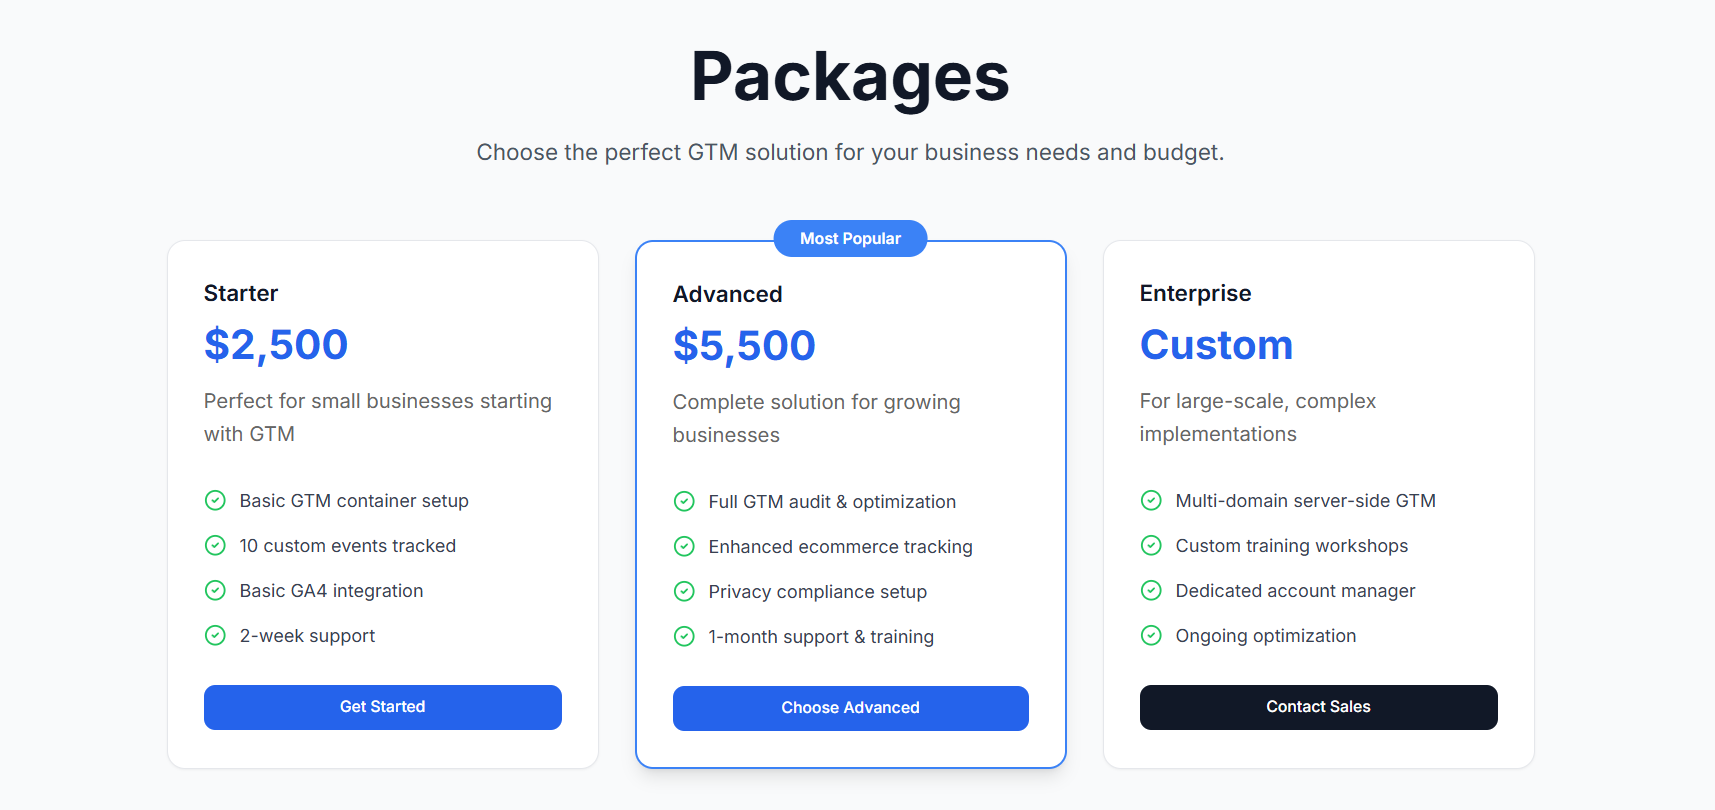 Packages
Choose the perfect GTM solution for your business needs and budget.
Starter
$2,500
Perfect for small businesses starting
with GTM
Basic GTM container setup
10 custom events tracked
Basic GA4 integration
2-week support
Get Started
Most Popular
Advanced
$5,500
Complete solution for growing
businesses
Full GTM audit & optimization
Enhanced ecommerce tracking
Privacy compliance setup
1-month support & training
Choose Advanced
Enterprise
Custom
For large-scale, complex
implementations
Multi-domain server-side GTM
Custom training workshops
Dedicated account manager
Ongoing optimization
Contact Sales